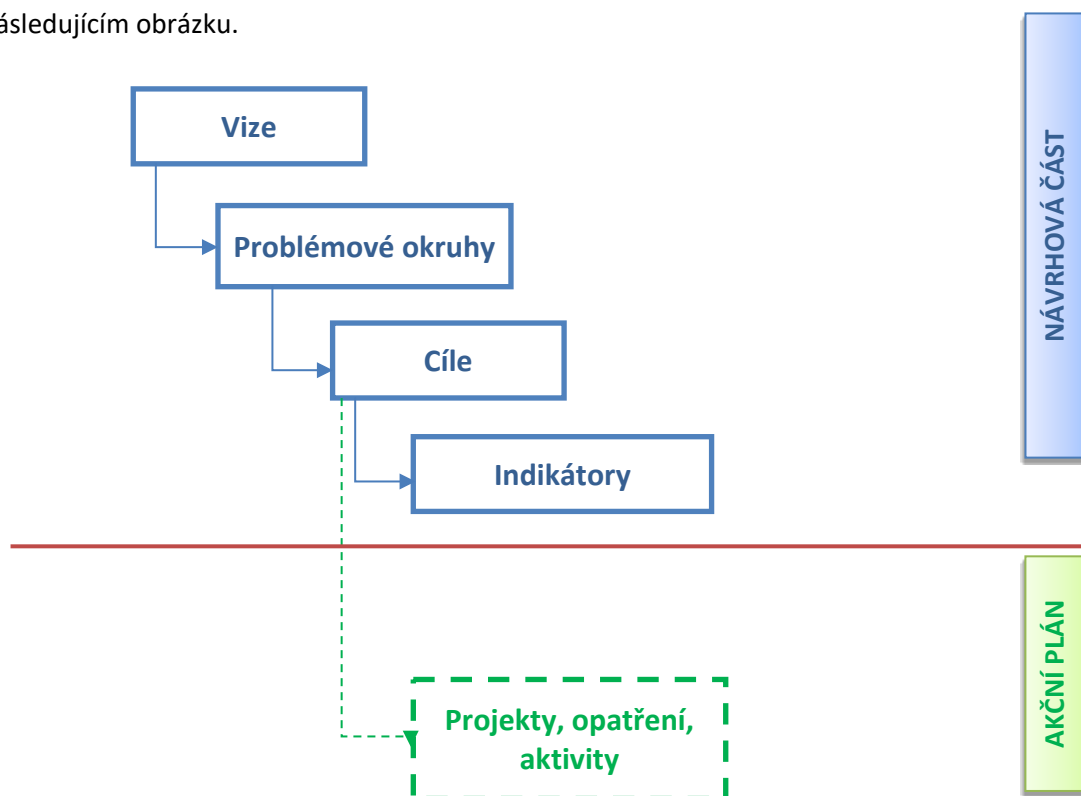 ásledujícím obrázku.
Vize
Problémové okruhy
Cíle
Indikátory
NÁVRHOVÁ ČÁST
Projekty, opatření,
aktivity
AKČNÍ PLÁN